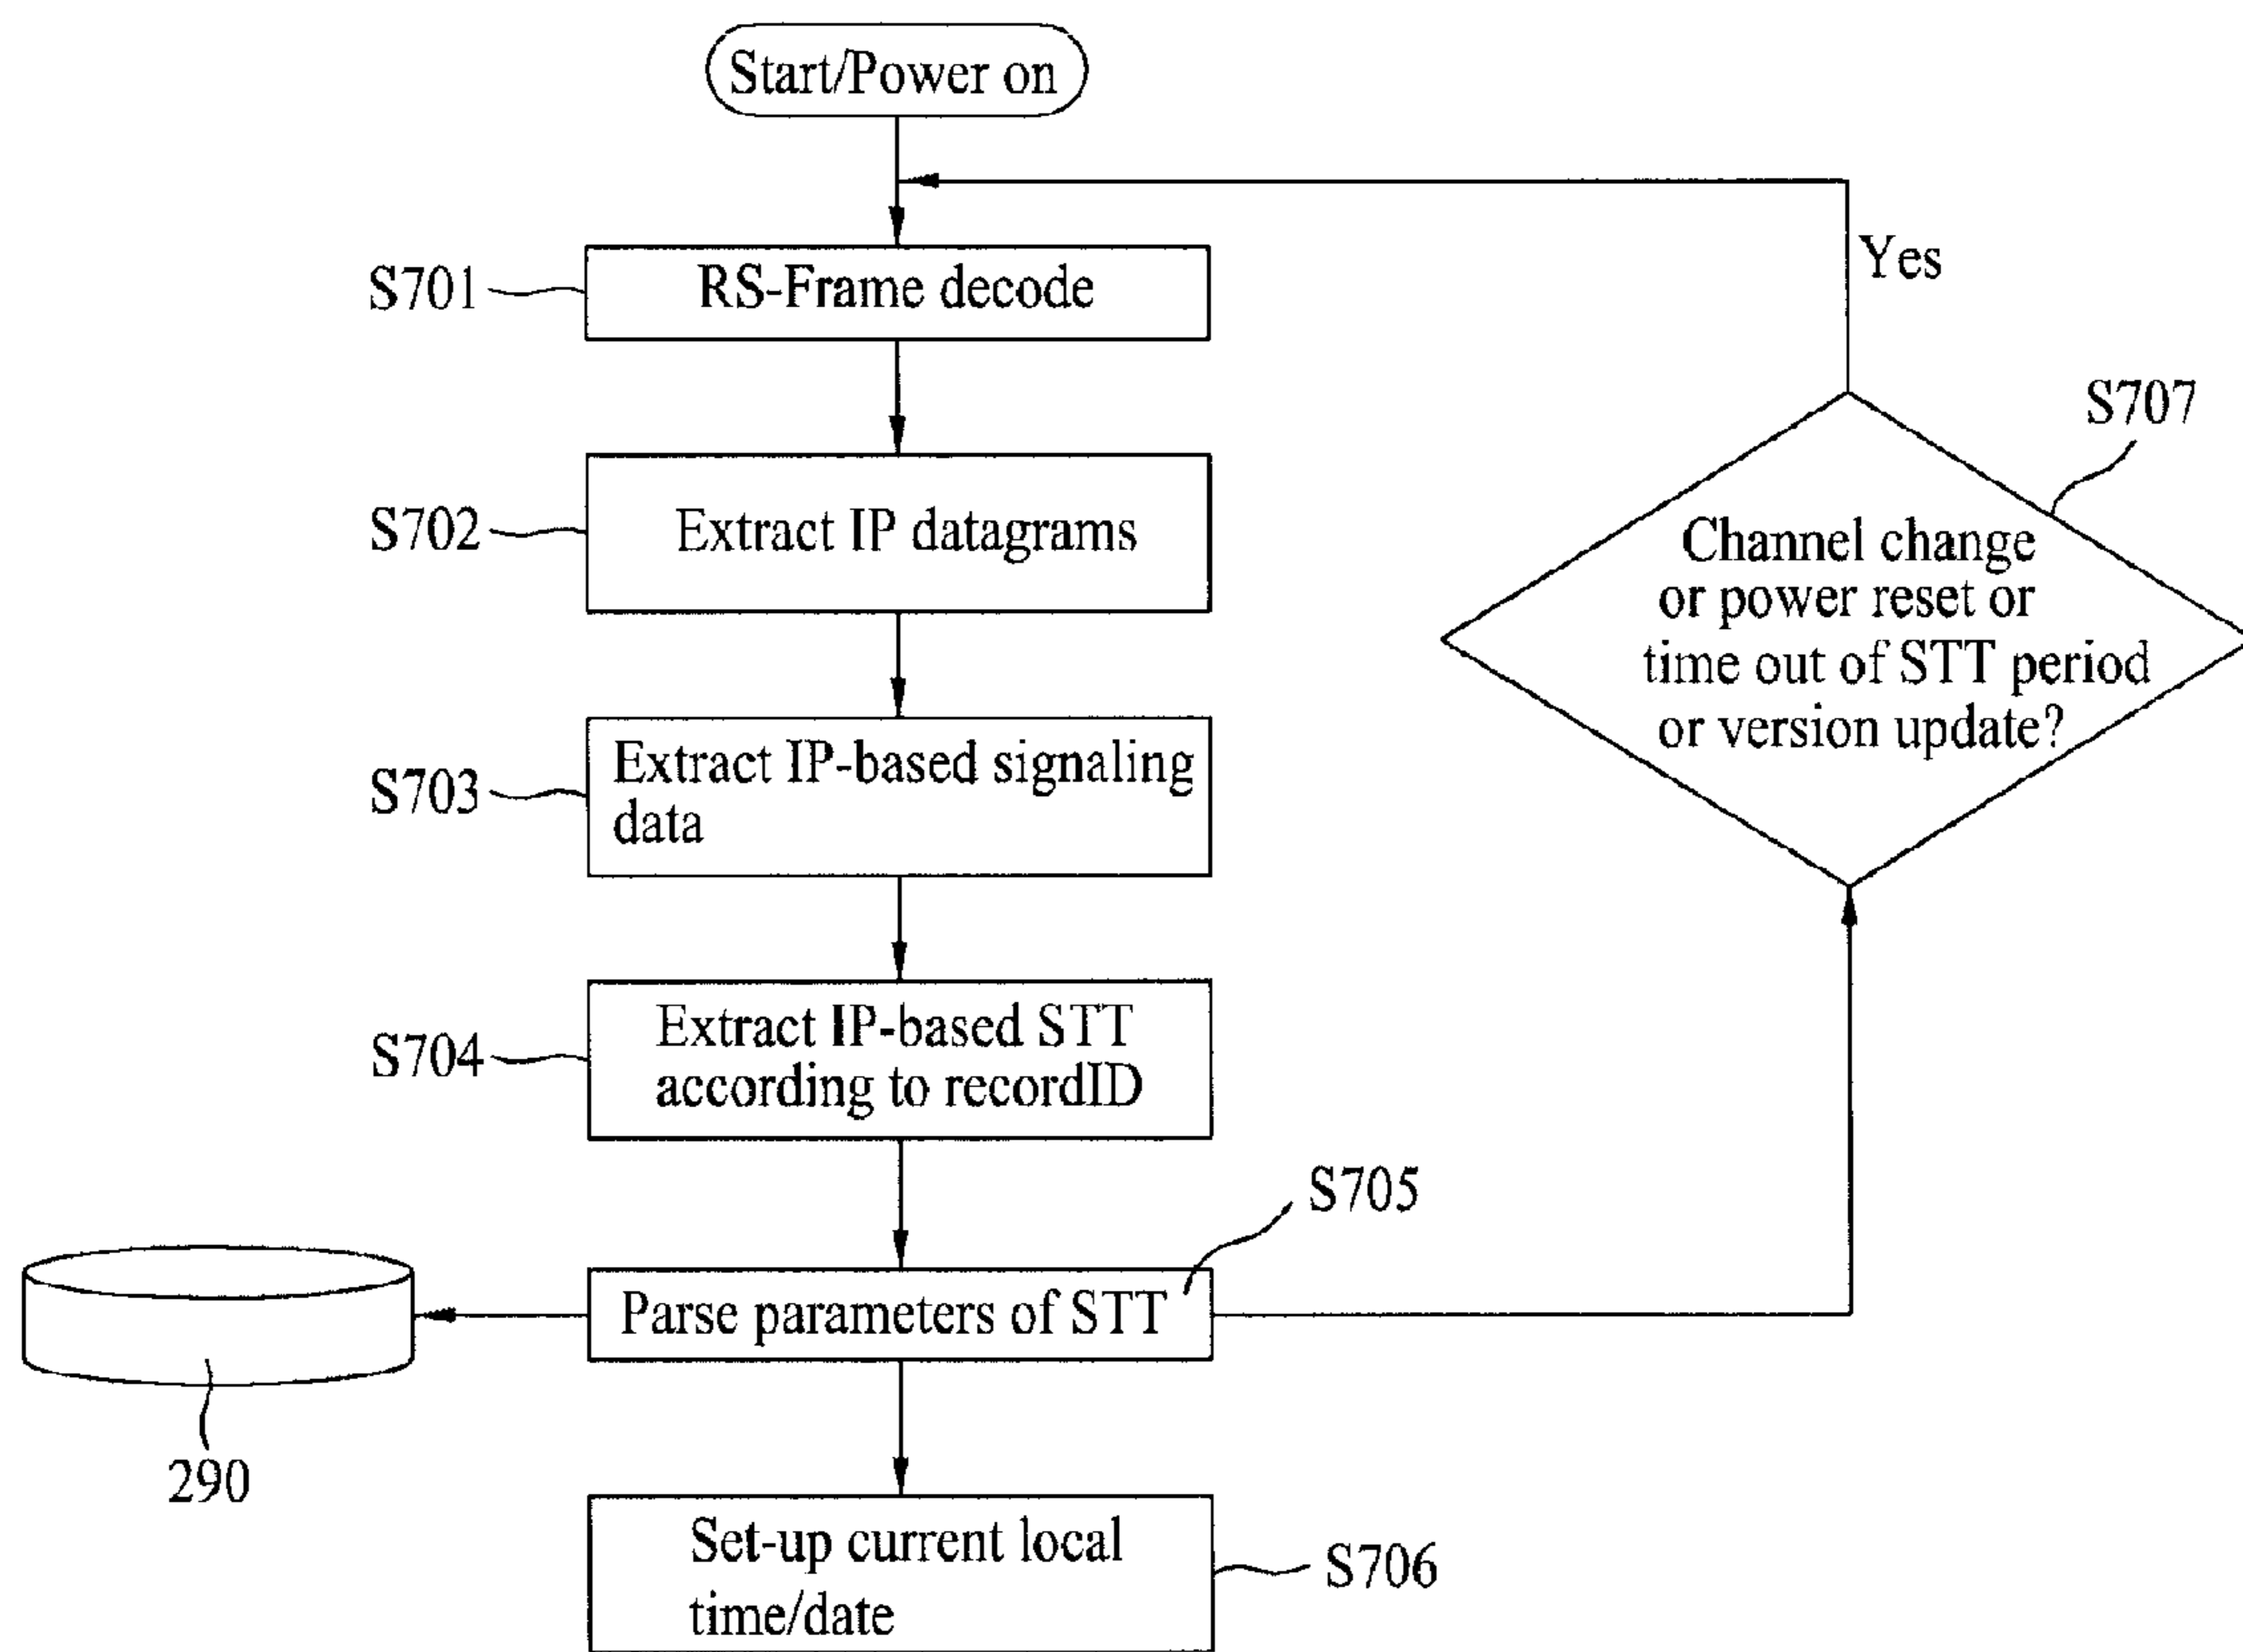 Start/Power on
S701
RS-Frame decode
Yes
S702
Extract IP datagrams
S707
Channel change
or power reset or
time out of STT period
or version update?
S703
Extract IP-based signaling
data
S704
Extract IP-based STT
according to recordID
S705
Parse parameters of STT
290
Set-up current local
time/date
S706